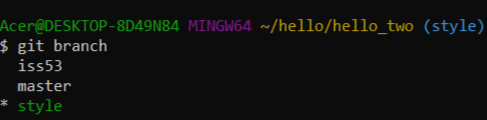 Acer@DESKTOP-8D49N84 MINGW64 ~/hello/hello_two (style)
$ git branch
  iss53
  master
* style